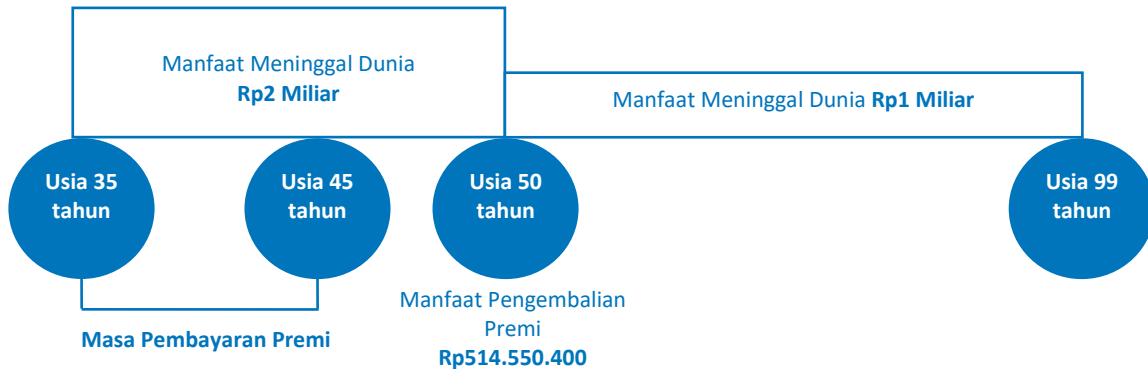 Manfaat Meninggal Dunia
Rp2 Miliar
Manfaat Meninggal Dunia Rp1 Miliar
Usia 35
tahun
Usia 45
tahun
Usia 50
tahun
Usia 99
tahun
Masa Pembayaran Premi
Manfaat Pengembalian
Premi
Rp514.550.400